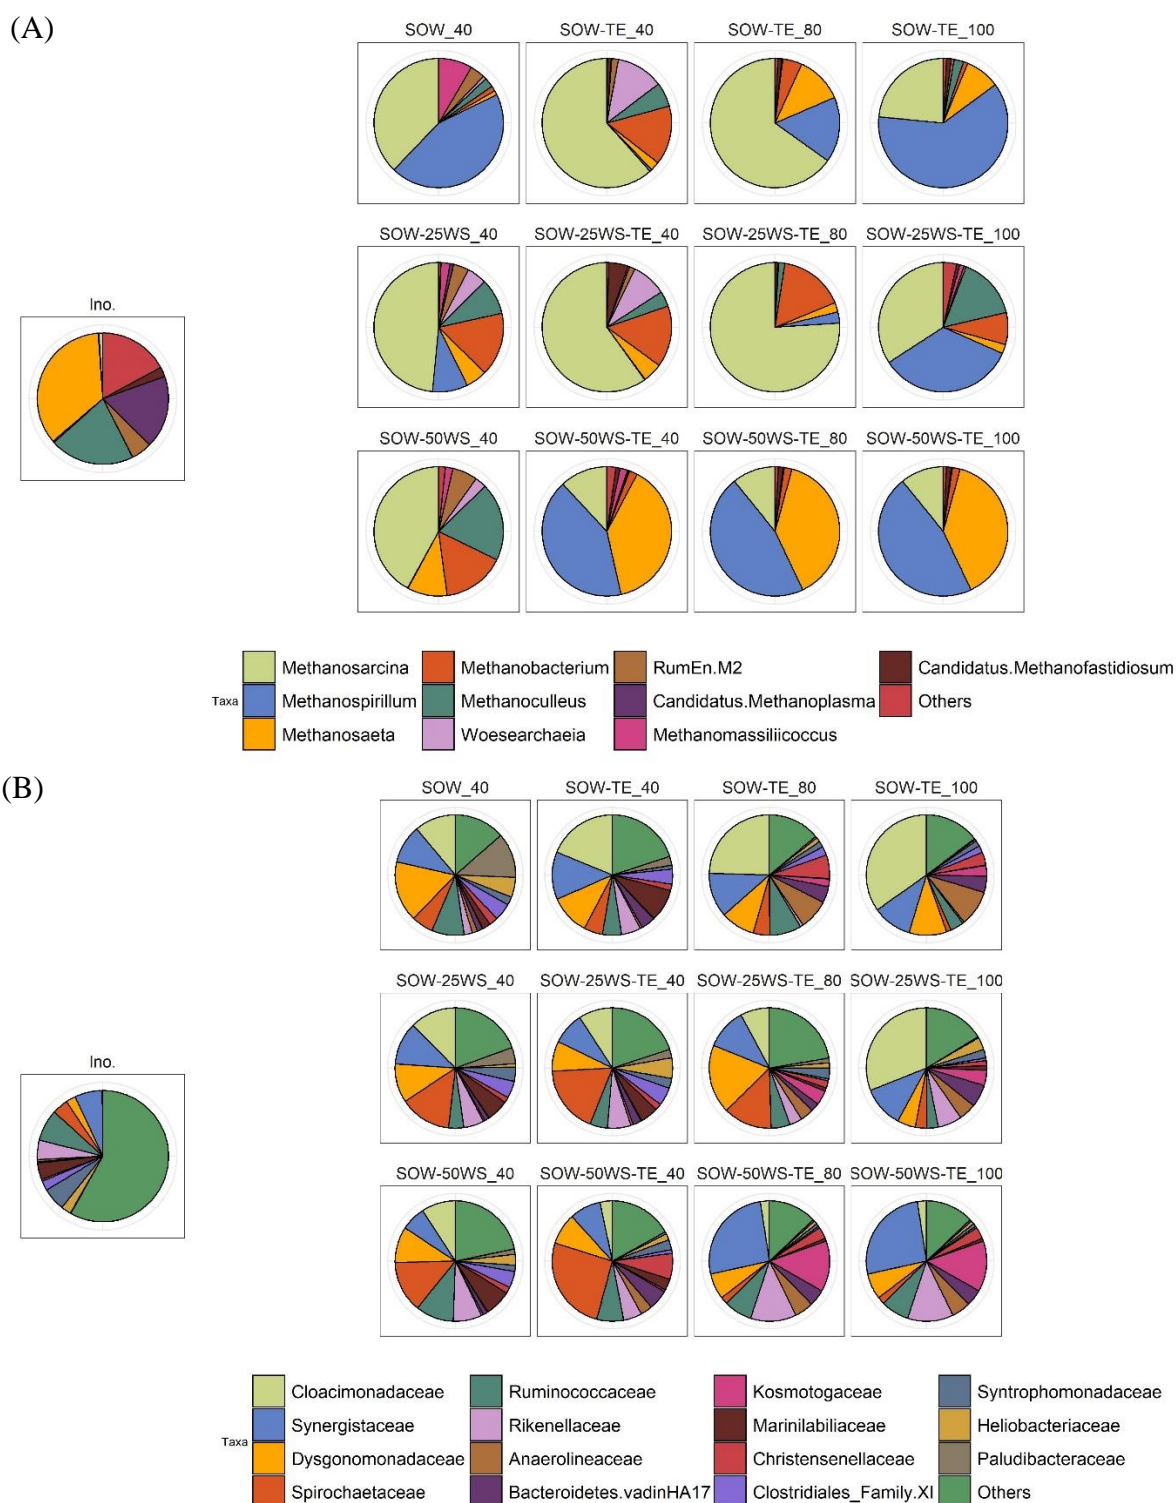 (A)
SOW_40 SOW-TE_40 SOW-TE_80 SOW-TE_100
SOW-25WS_40 SOW-25WS-TE_40 SOW-25WS-TE_80 SOW-25WS-TE_100
Ino.
SOW-50WS_40 SOW-50WS-TE_40 SOW-50WS-TE_80 SOW-50WS-TE_100
Methanosarcina Methanobacterium RumEn.M2 Candidatus.Methanofastidiosum
Taxa Methanospirillum Methanoculleus Candidatus.Methanoplasma Others
Methanosaeta Woesearchaeia Methanomassiliicoccus
(B)
SOW_40 SOW-TE_40 SOW-TE_80 SOW-TE_100
SOW-25WS_40 SOW-25WS-TE_40 SOW-25WS-TE_80 SOW-25WS-TE_100
Ino.
SOW-50WS_40 SOW-50WS-TE_40 SOW-50WS-TE_80 SOW-50WS-TE_100
Cloacimonadaceae Ruminococcaceae Kosmotogaceae Syntrophomonadaceae
Synergistaceae Rikenellaceae Marinilabiliaceae Heliobacteriaceae
Taxa
Dysgonomonadaceae Anaerolineaceae Christensenellaceae Paludibacteraceae
Spirochaetaceae Bacteroidetes.vadinHA17 Clostridiales_Family.XI Others